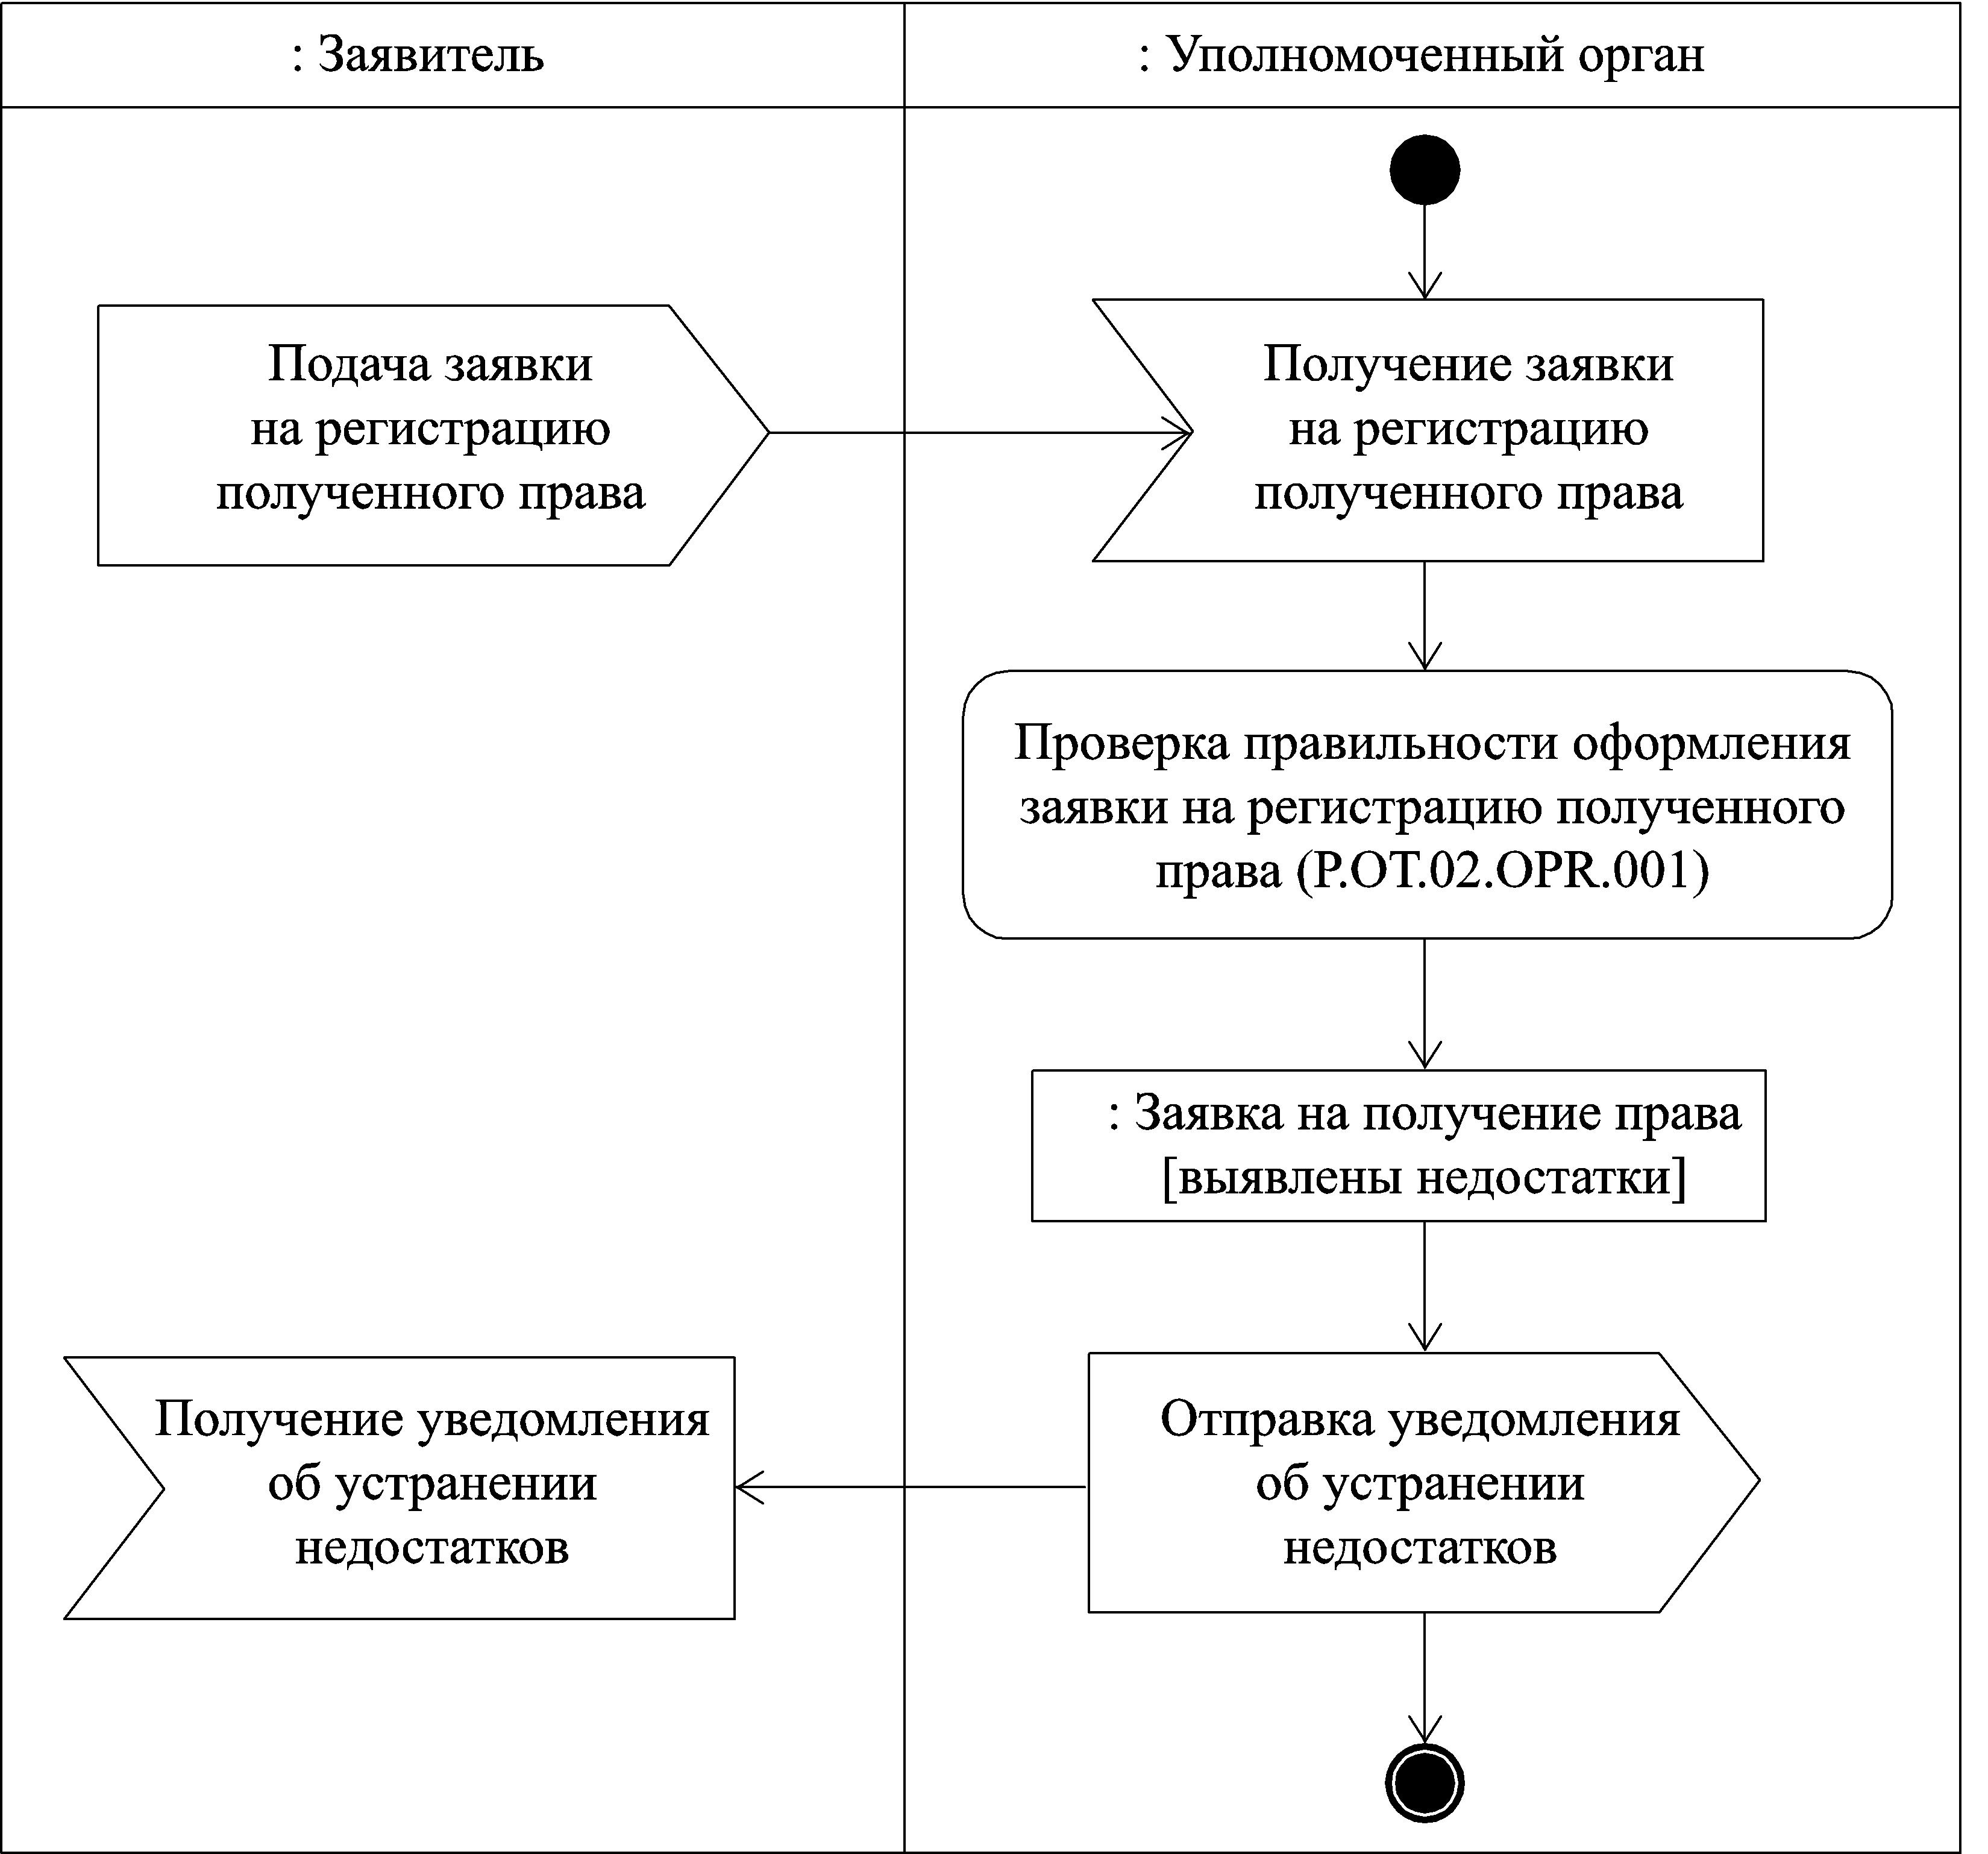 : Заявитель
: Уполномоченный орган
Подача заявки
на регистрацию
полученного права
Получение заявки
на регистрацию
полученного права
Проверка правильности оформления
заявки на регистрацию полученного
права (P.OT.02.OPR.001)
: Заявка на получение права
[выявлены недостатки]
Получение уведомления
об устранении
недостатков
Отправка уведомления
об устранении
недостатков